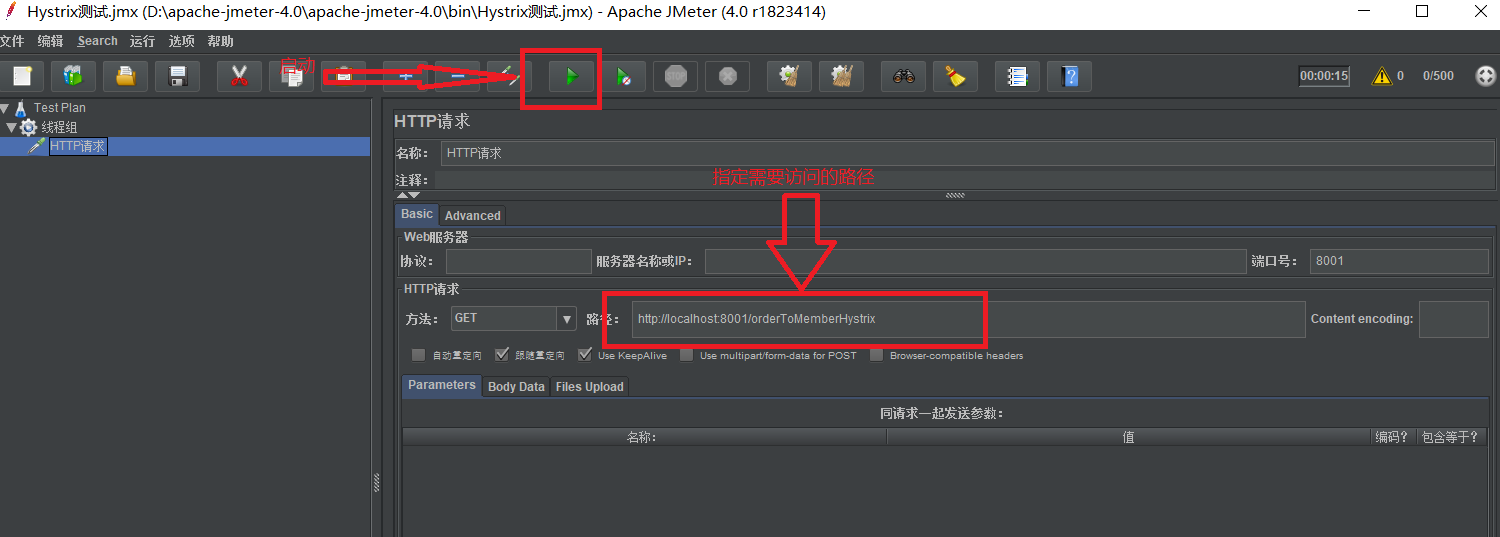 Hystrix测试.jmx (D:\apache-jmeter-4.0\apache-jmeter-4.0\bin\Hystrix测试.jmx) - Apache JMeter (4.0 r1823414)
文件 编辑 Search 运行 选项 帮助
启动
STOP
00:00:15 0 0/500
Test Plan
线程组
HTTP请求
HTTP请求
名称： HTTP请求
注释：
指定需要访问的路径
Basic Advanced
Web服务器
协议： 服务器名称或IP： 端口号： 8001
HTTP请求
方法： GET 路径： http://localhost:8001/orderToMemberHystrix Content encoding:
自动重定向 跟随重定向 Use KeepAlive Use multipart/form-data for POST Browser-compatible headers
Parameters Body Data Files Upload
同请求一起发送参数：
名称： 值 编码？ 包含等于？